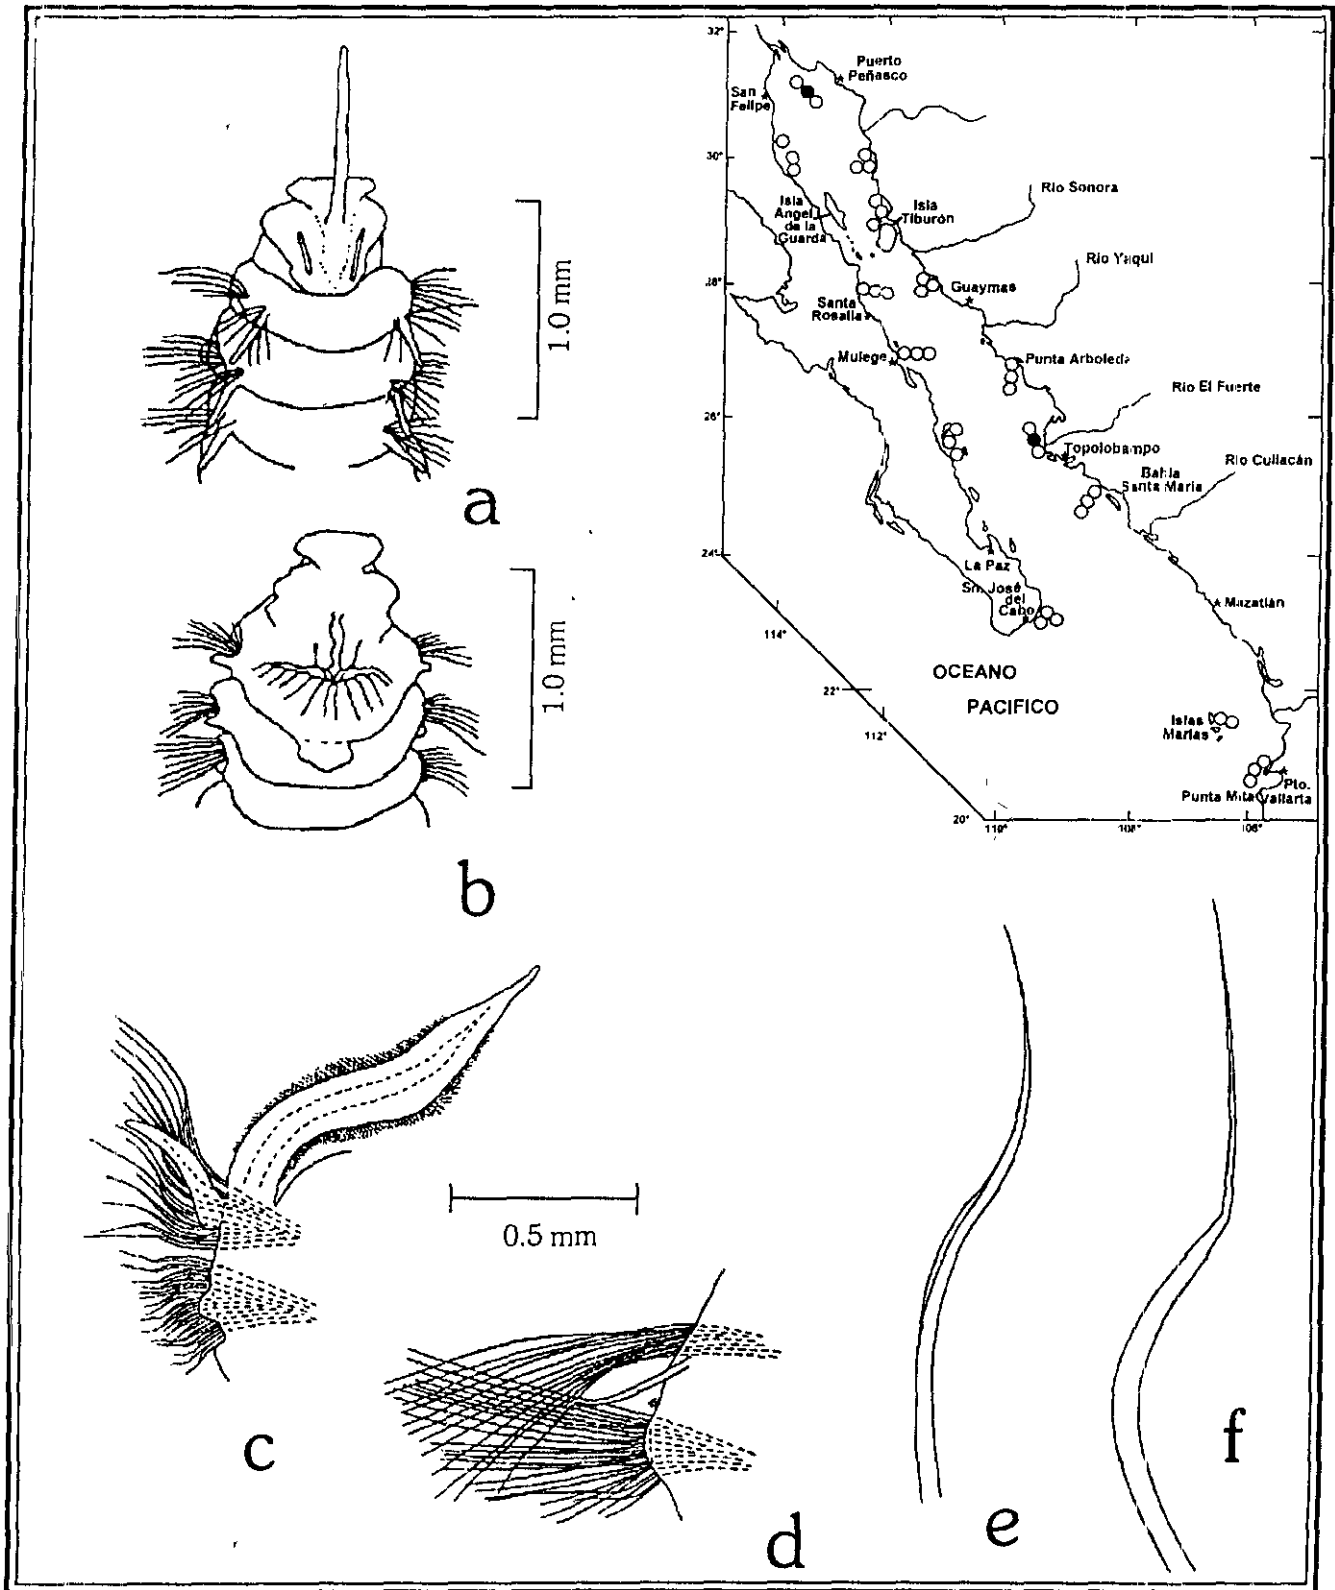 a
1.0 mm
b
1.0 mm
32°
30°
28°
26°
24°
22°
20°
114°
112°
110°
108°
106°
Puerto
Peñasco
San
Felipe
Isla
Angel
de la
Guarda
Isla
Tiburón
Rio Sonora
Rio Yaqui
Guaymas
Santa
Rosalia
Mulege
Punta Arboleda
Rio El Fuerte
Topolobampo
Bahia
Santa Maria
Rio Culiacán
La Paz
Sn. José
del
Cabo
Mazatlán
OCEANO
PACIFICO
Islas
Marias
Punta Mita
Pto.
Vallarta
c
0.5 mm
d
e
f